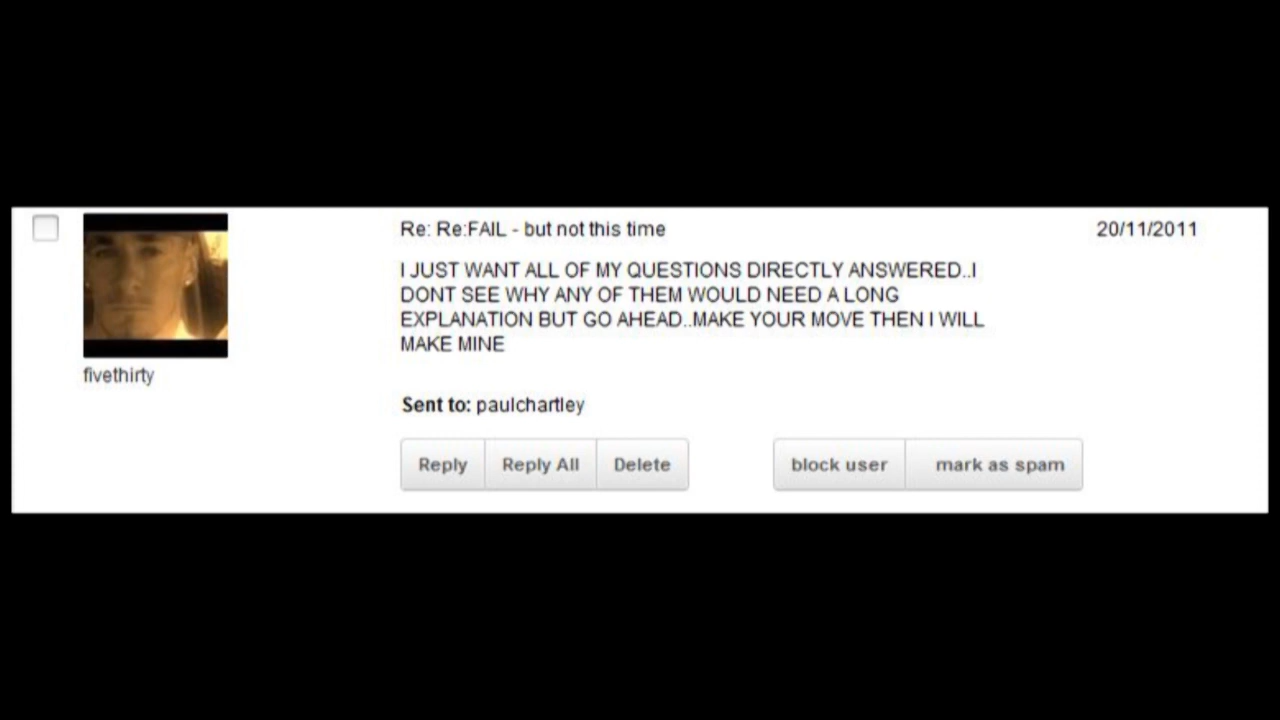 Re: Re:FAIL - but not this time
20/11/2011
I JUST WANT ALL OF MY QUESTIONS DIRECTLY ANSWERED..I
DONT SEE WHY ANY OF THEM WOULD NEED A LONG
EXPLANATION BUT GO AHEAD..MAKE YOUR MOVE THEN I WILL
MAKE MINE
fivethirty
Sent to: paulchartley
Reply Reply All Delete block user mark as spam